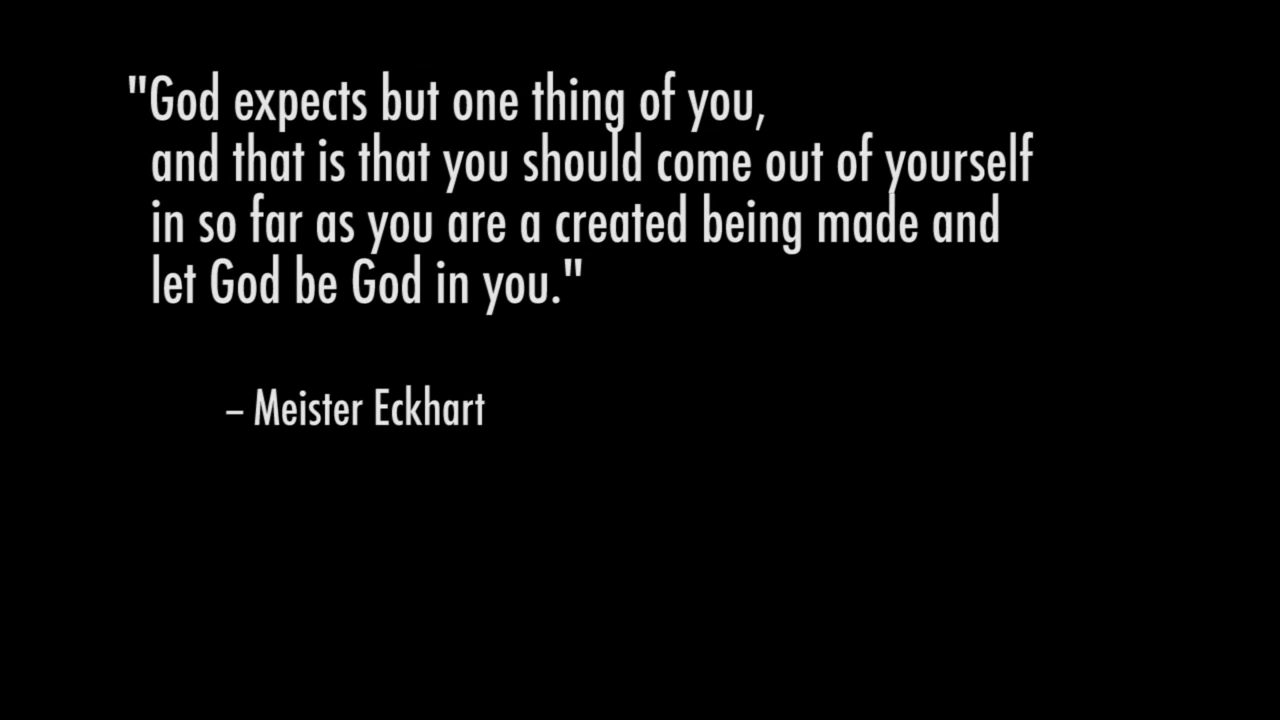 "God expects but one thing of you,
and that is that you should come out of yourself
in so far as you are a created being made and
let God be God in you."
– Meister Eckhart